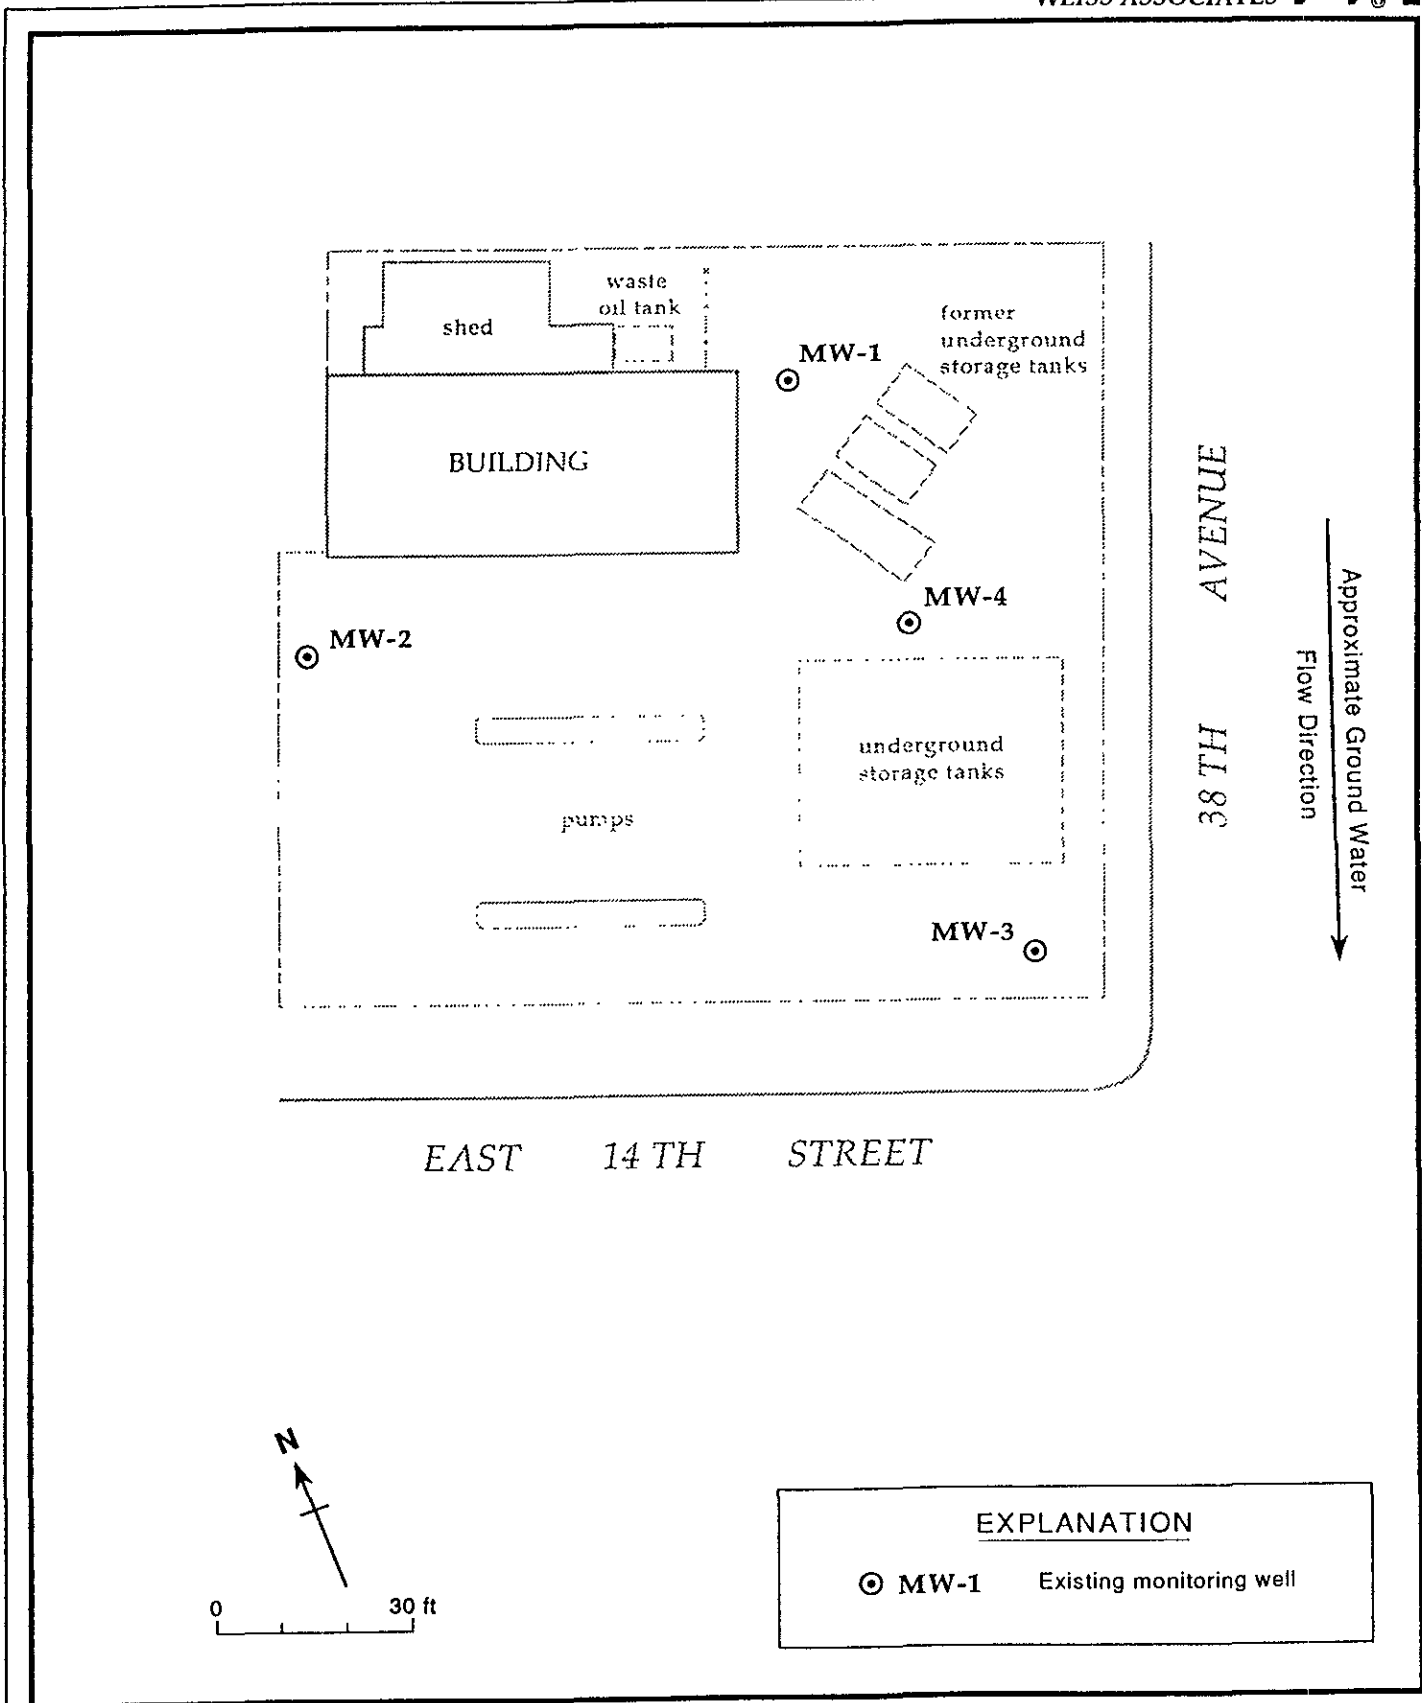 WEISS ASSOCIATES
waste
oil tank
shed
former
underground
storage tanks
MW-1
BUILDING
MW-4
MW-2
underground
storage tanks
pumps
MW-3
38 TH AVENUE
Approximate Ground Water
Flow Direction
EAST 14 TH STREET
N
0 30 ft
EXPLANATION
MW-1 Existing monitoring well